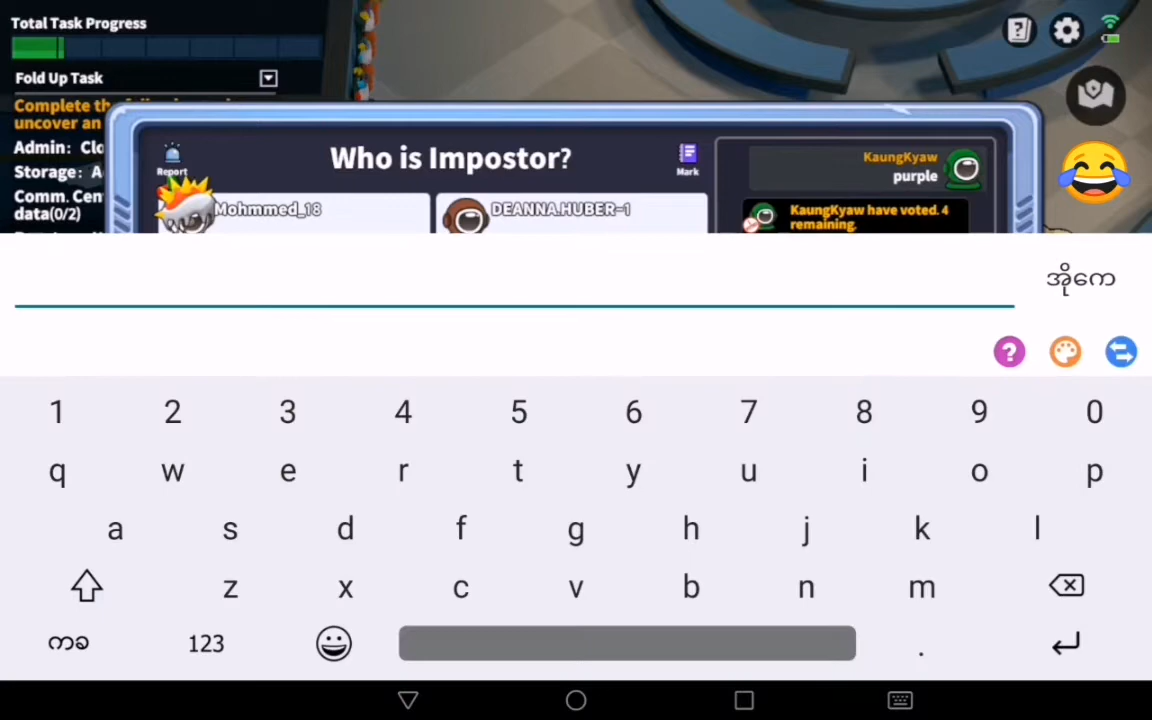 Total Task Progress
Fold Up Task
Complete th
uncover an
Admin: Clo
Storage: A
Comm. Cen
data(0/2)
Report
Who is Impostor?
Mark
Mohmmed_18
DEANNA.HUBER-1
KaungKyaw
purple
KaungKyaw have voted. 4
remaining.
အိုကေ
1 2 3 4 5 6 7 8 9 0
q w e r t y u i o p
a s d f g h j k l
z x c v b n m
ကခ 123 .